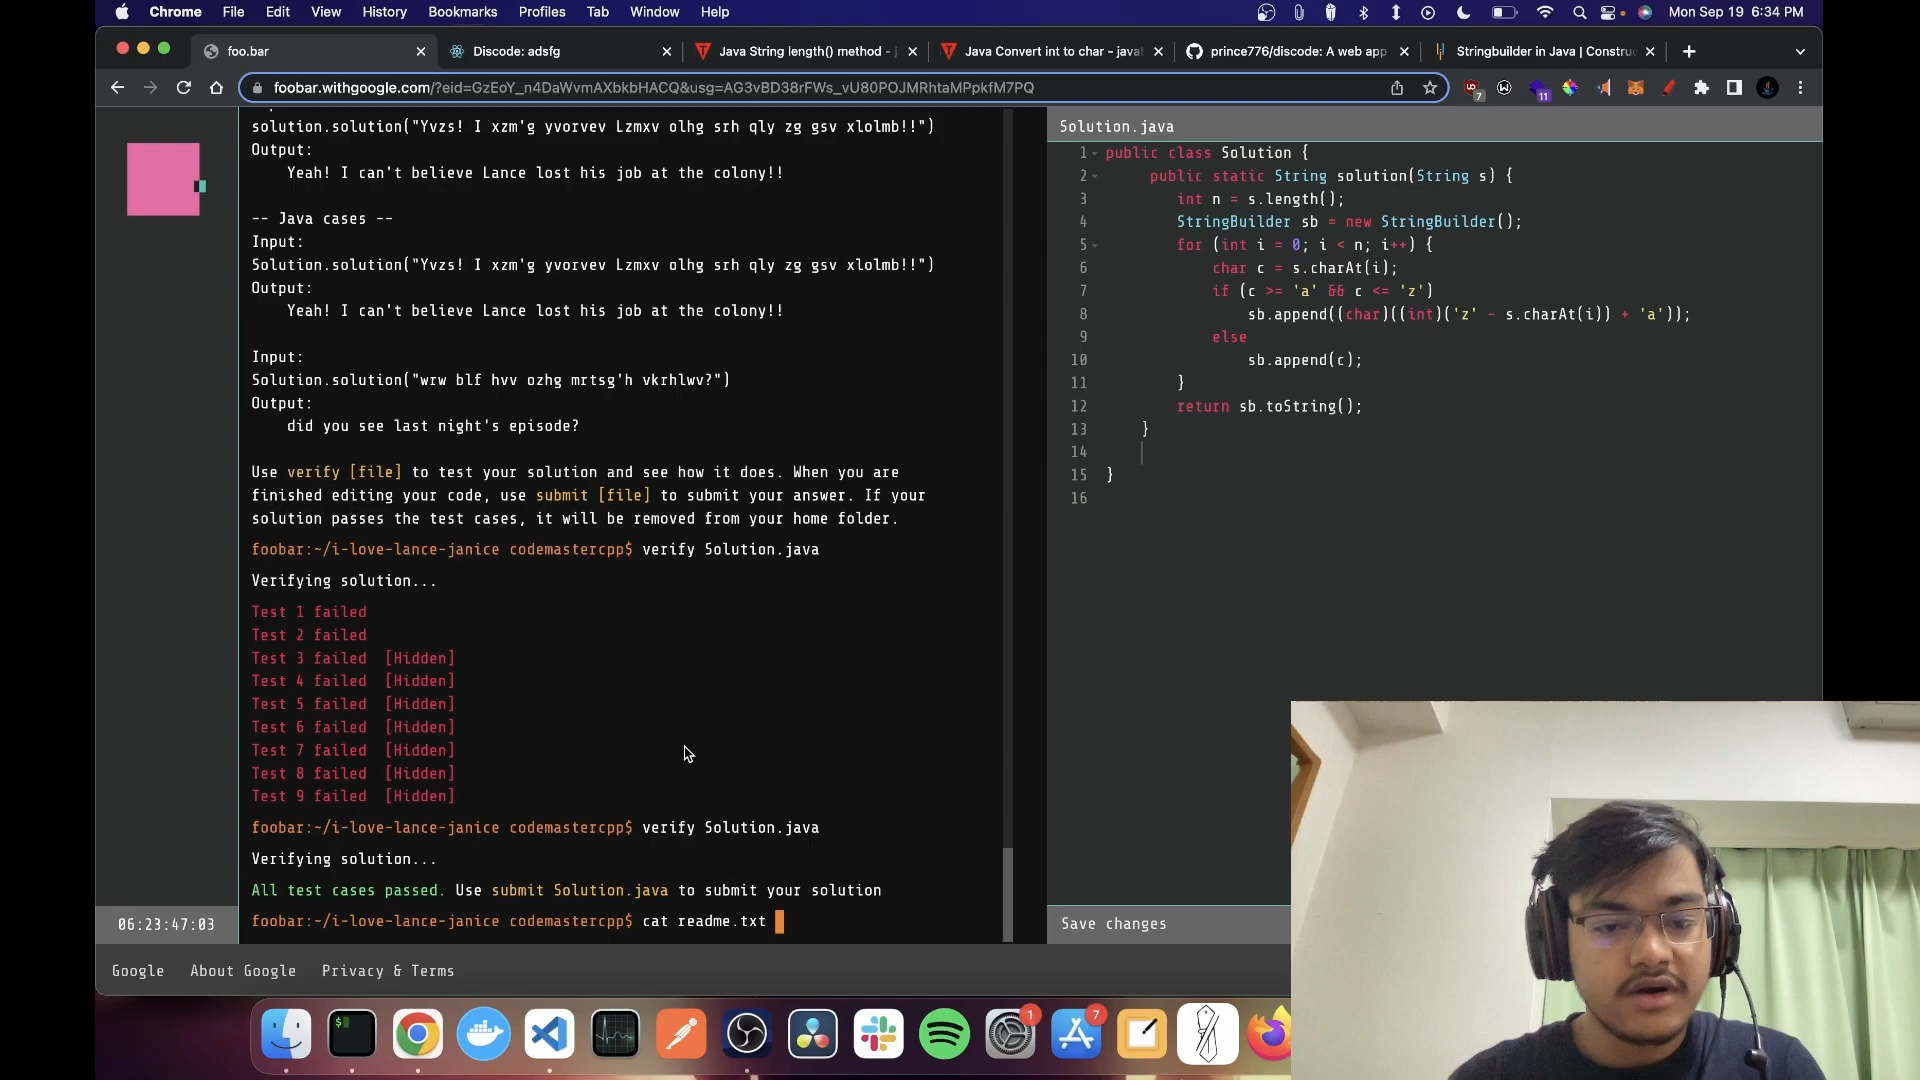 Chrome File Edit View History Bookmarks Profiles Tab Window Help Mon Sep 19 6:34 PM
foo.bar Discode: adsfg Java String length() method - j Java Convert int to char - javat prince776/discode: A web app Stringbuilder in Java | Construc
foobar.withgoogle.com/?eid=GzEoY_n4DaWvmAXbkbHACQ&usg=AG3vBD38rFWs_vU80POJMRhtaMPpkfM7PQ 7 11
solution.solution("Yvzs! I xzm'g yvorvev Lzmxv olhg srh qly zg gsv xlolmb!!")
Output:
Yeah! I can't believe Lance lost his job at the colony!!
-- Java cases --
Input:
Solution.solution("Yvzs! I xzm'g yvorvev Lzmxv olhg srh qly zg gsv xlolmb!!")
Output:
Yeah! I can't believe Lance lost his job at the colony!!
Input:
Solution.solution("wrw blf hvv ozhg mrtsg'h vkrhlwv?")
Output:
did you see last night's episode?
Use verify [file] to test your solution and see how it does. When you are
finished editing your code, use submit [file] to submit your answer. If your
solution passes the test cases, it will be removed from your home folder.
foobar:~/i-love-lance-janice codemastercpp$ verify Solution.java
Verifying solution...
Test 1 failed
Test 2 failed
Test 3 failed [Hidden]
Test 4 failed [Hidden]
Test 5 failed [Hidden]
Test 6 failed [Hidden]
Test 7 failed [Hidden]
Test 8 failed [Hidden]
Test 9 failed [Hidden]
foobar:~/i-love-lance-janice codemastercpp$ verify Solution.java
Verifying solution...
All test cases passed. Use submit Solution.java to submit your solution
foobar:~/i-love-lance-janice codemastercpp$ cat readme.txt
06:23:47:03
Solution.java
1 public class Solution {
2 public static String solution(String s) {
3 int n = s.length();
4 StringBuilder sb = new StringBuilder();
5 for (int i = 0; i < n; i++) {
6 char c = s.charAt(i);
7 if (c >= 'a' && c <= 'z')
8 sb.append((char)((int)('z' - s.charAt(i)) + 'a'));
9 else
10 sb.append(c);
11 }
12 return sb.toString();
13 }
14
15 }
16
Save changes
Google About Google Privacy & Terms
1 7